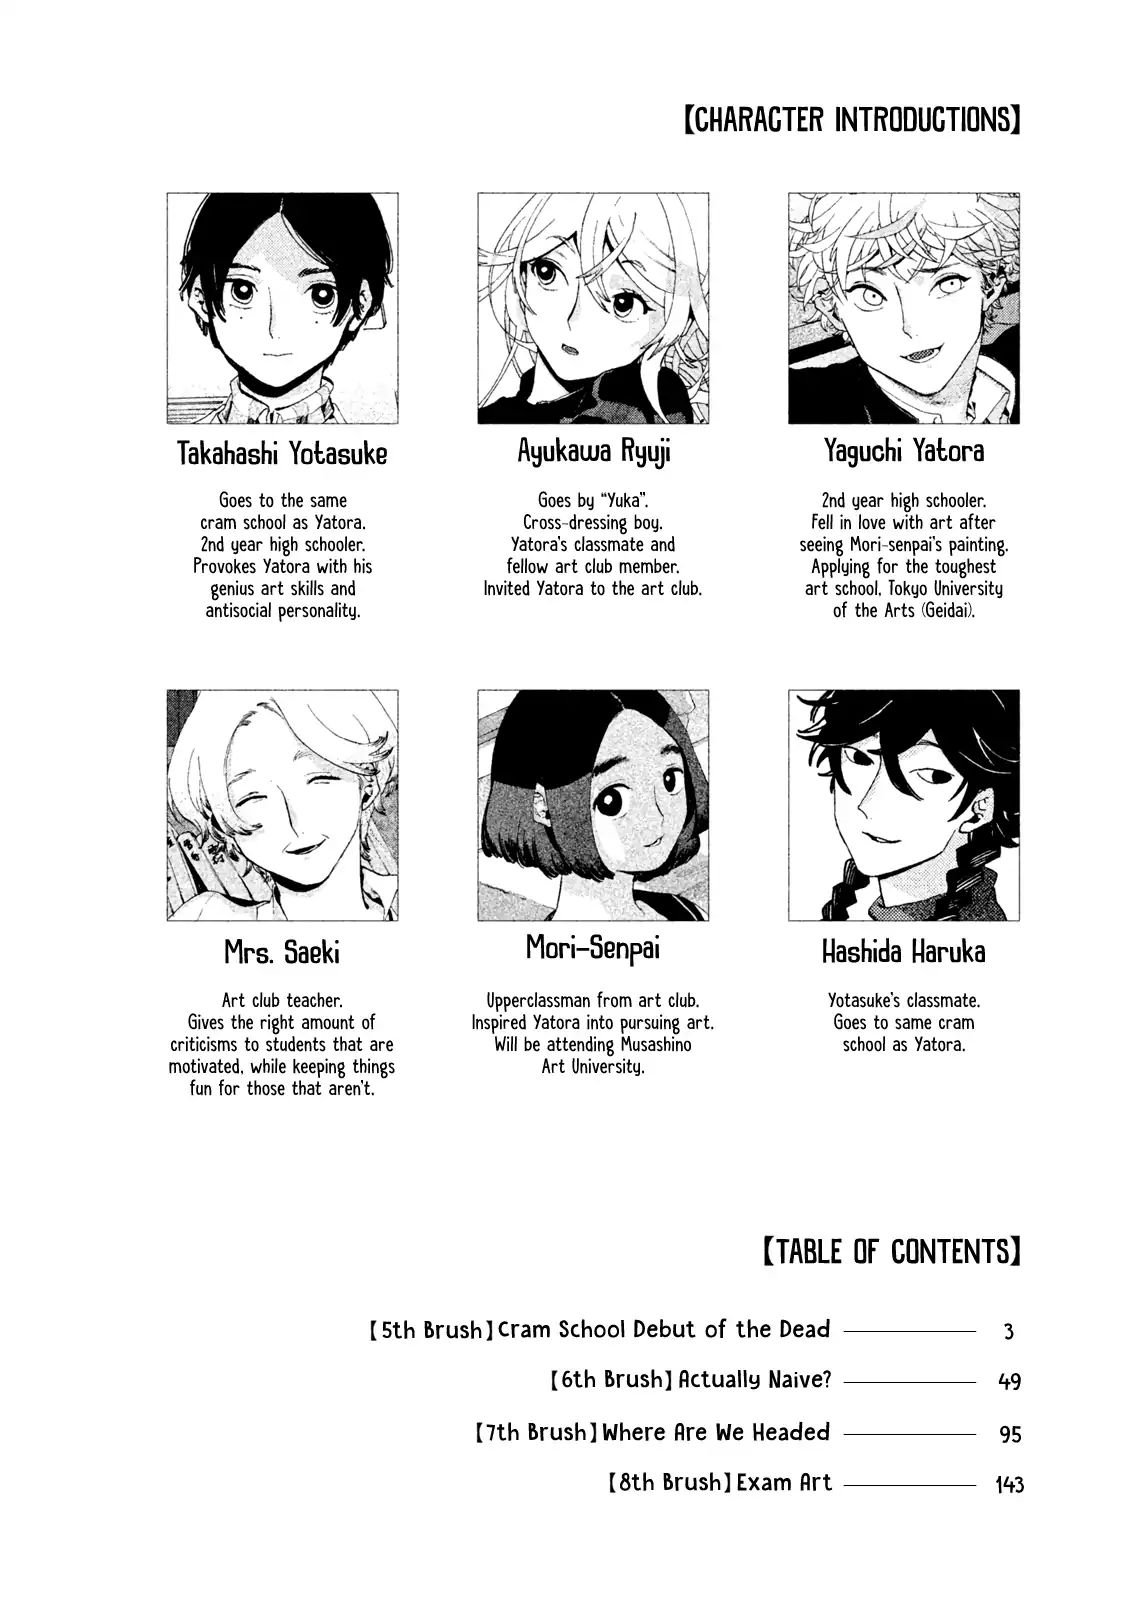 【CHARACTER INTRODUCTIONS】
Takahashi Yotasuke
Goes to the same
cram school as Yatora.
2nd year high schooler.
Provokes Yatora with his
genius art skills and
antisocial personality.
Ayukawa Ryuji
Goes by “Yuka”.
Cross-dressing boy.
Yatora's classmate and
fellow art club member.
Invited Yatora to the art club.
Yaguchi Yatora
2nd year high schooler.
Fell in love with art after
seeing Mori-senpai's painting.
Applying for the toughest
art school, Tokyo University
of the Arts (Geidai).
Mrs. Saeki
Art club teacher.
Gives the right amount of
criticisms to students that are
motivated, while keeping things
fun for those that aren't.
Mori-Senpai
Upperclassman from art club.
Inspired Yatora into pursuing art.
Will be attending Musashino
Art University.
Hashida Haruka
Yotasuke's classmate.
Goes to same cram
school as Yatora.
【TABLE OF CONTENTS】
【5th Brush】Cram School Debut of the Dead 3
【6th Brush】Actually Naive? 49
【7th Brush】Where Are We Headed 95
【8th Brush】Exam Art 143